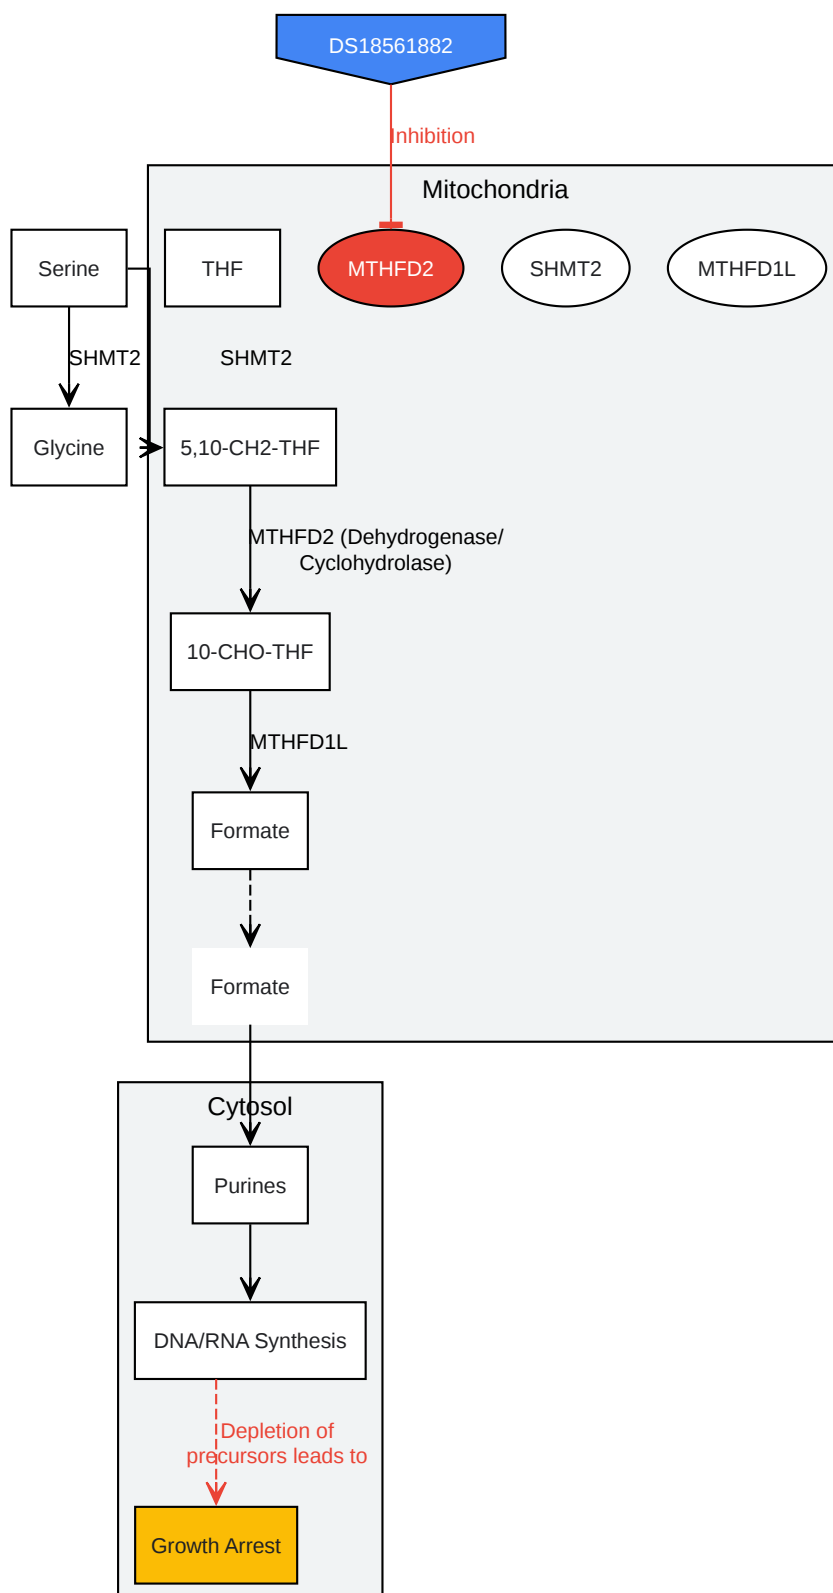 DS18561882
Inhibition
Mitochondria
Serine
THF
MTHFD2
SHMT2
MTHFD1L
SHMT2
SHMT2
Glycine
5,10-CH2-THF
MTHFD2 (Dehydrogenase/
Cyclohydrolase)
10-CHO-THF
MTHFD1L
Formate
Formate
Cytosol
Purines
DNA/RNA Synthesis
Depletion of
precursors leads to
Growth Arrest